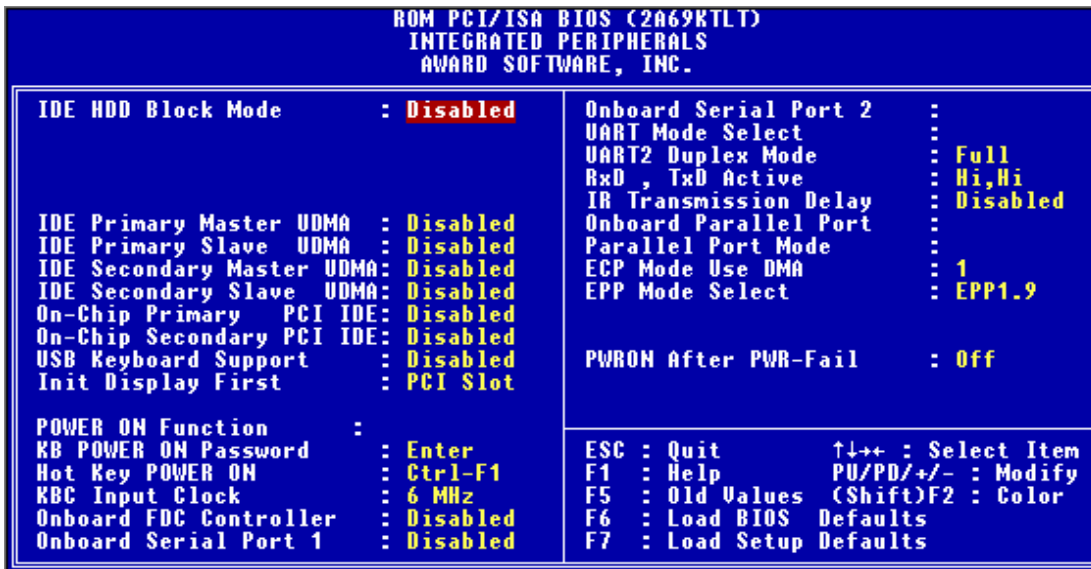 ROM PCI/ISA BIOS (2A69KTLT)
INTEGRATED PERIPHERALS
AWARD SOFTWARE, INC.
IDE HDD Block Mode : Disabled
IDE Primary Master UDMA : Disabled
IDE Primary Slave UDMA : Disabled
IDE Secondary Master UDMA: Disabled
IDE Secondary Slave UDMA: Disabled
On-Chip Primary PCI IDE: Disabled
On-Chip Secondary PCI IDE: Disabled
USB Keyboard Support : Disabled
Init Display First : PCI Slot
POWER ON Function :
KB POWER ON Password : Enter
Hot Key POWER ON : Ctrl-F1
KBC Input Clock : 6 MHz
Onboard FDC Controller : Disabled
Onboard Serial Port 1 : Disabled
Onboard Serial Port 2 :
UART Mode Select :
UART2 Duplex Mode : Full
RxD , TxD Active : Hi,Hi
IR Transmission Delay : Disabled
Onboard Parallel Port :
Parallel Port Mode :
ECP Mode Use DMA : 1
EPP Mode Select : EPP1.9
PWRON After PWR-Fail : Off
ESC : Quit ↑↓→← : Select Item
F1 : Help PU/PD/+/- : Modify
F5 : Old Values (Shift)F2 : Color
F6 : Load BIOS Defaults
F7 : Load Setup Defaults